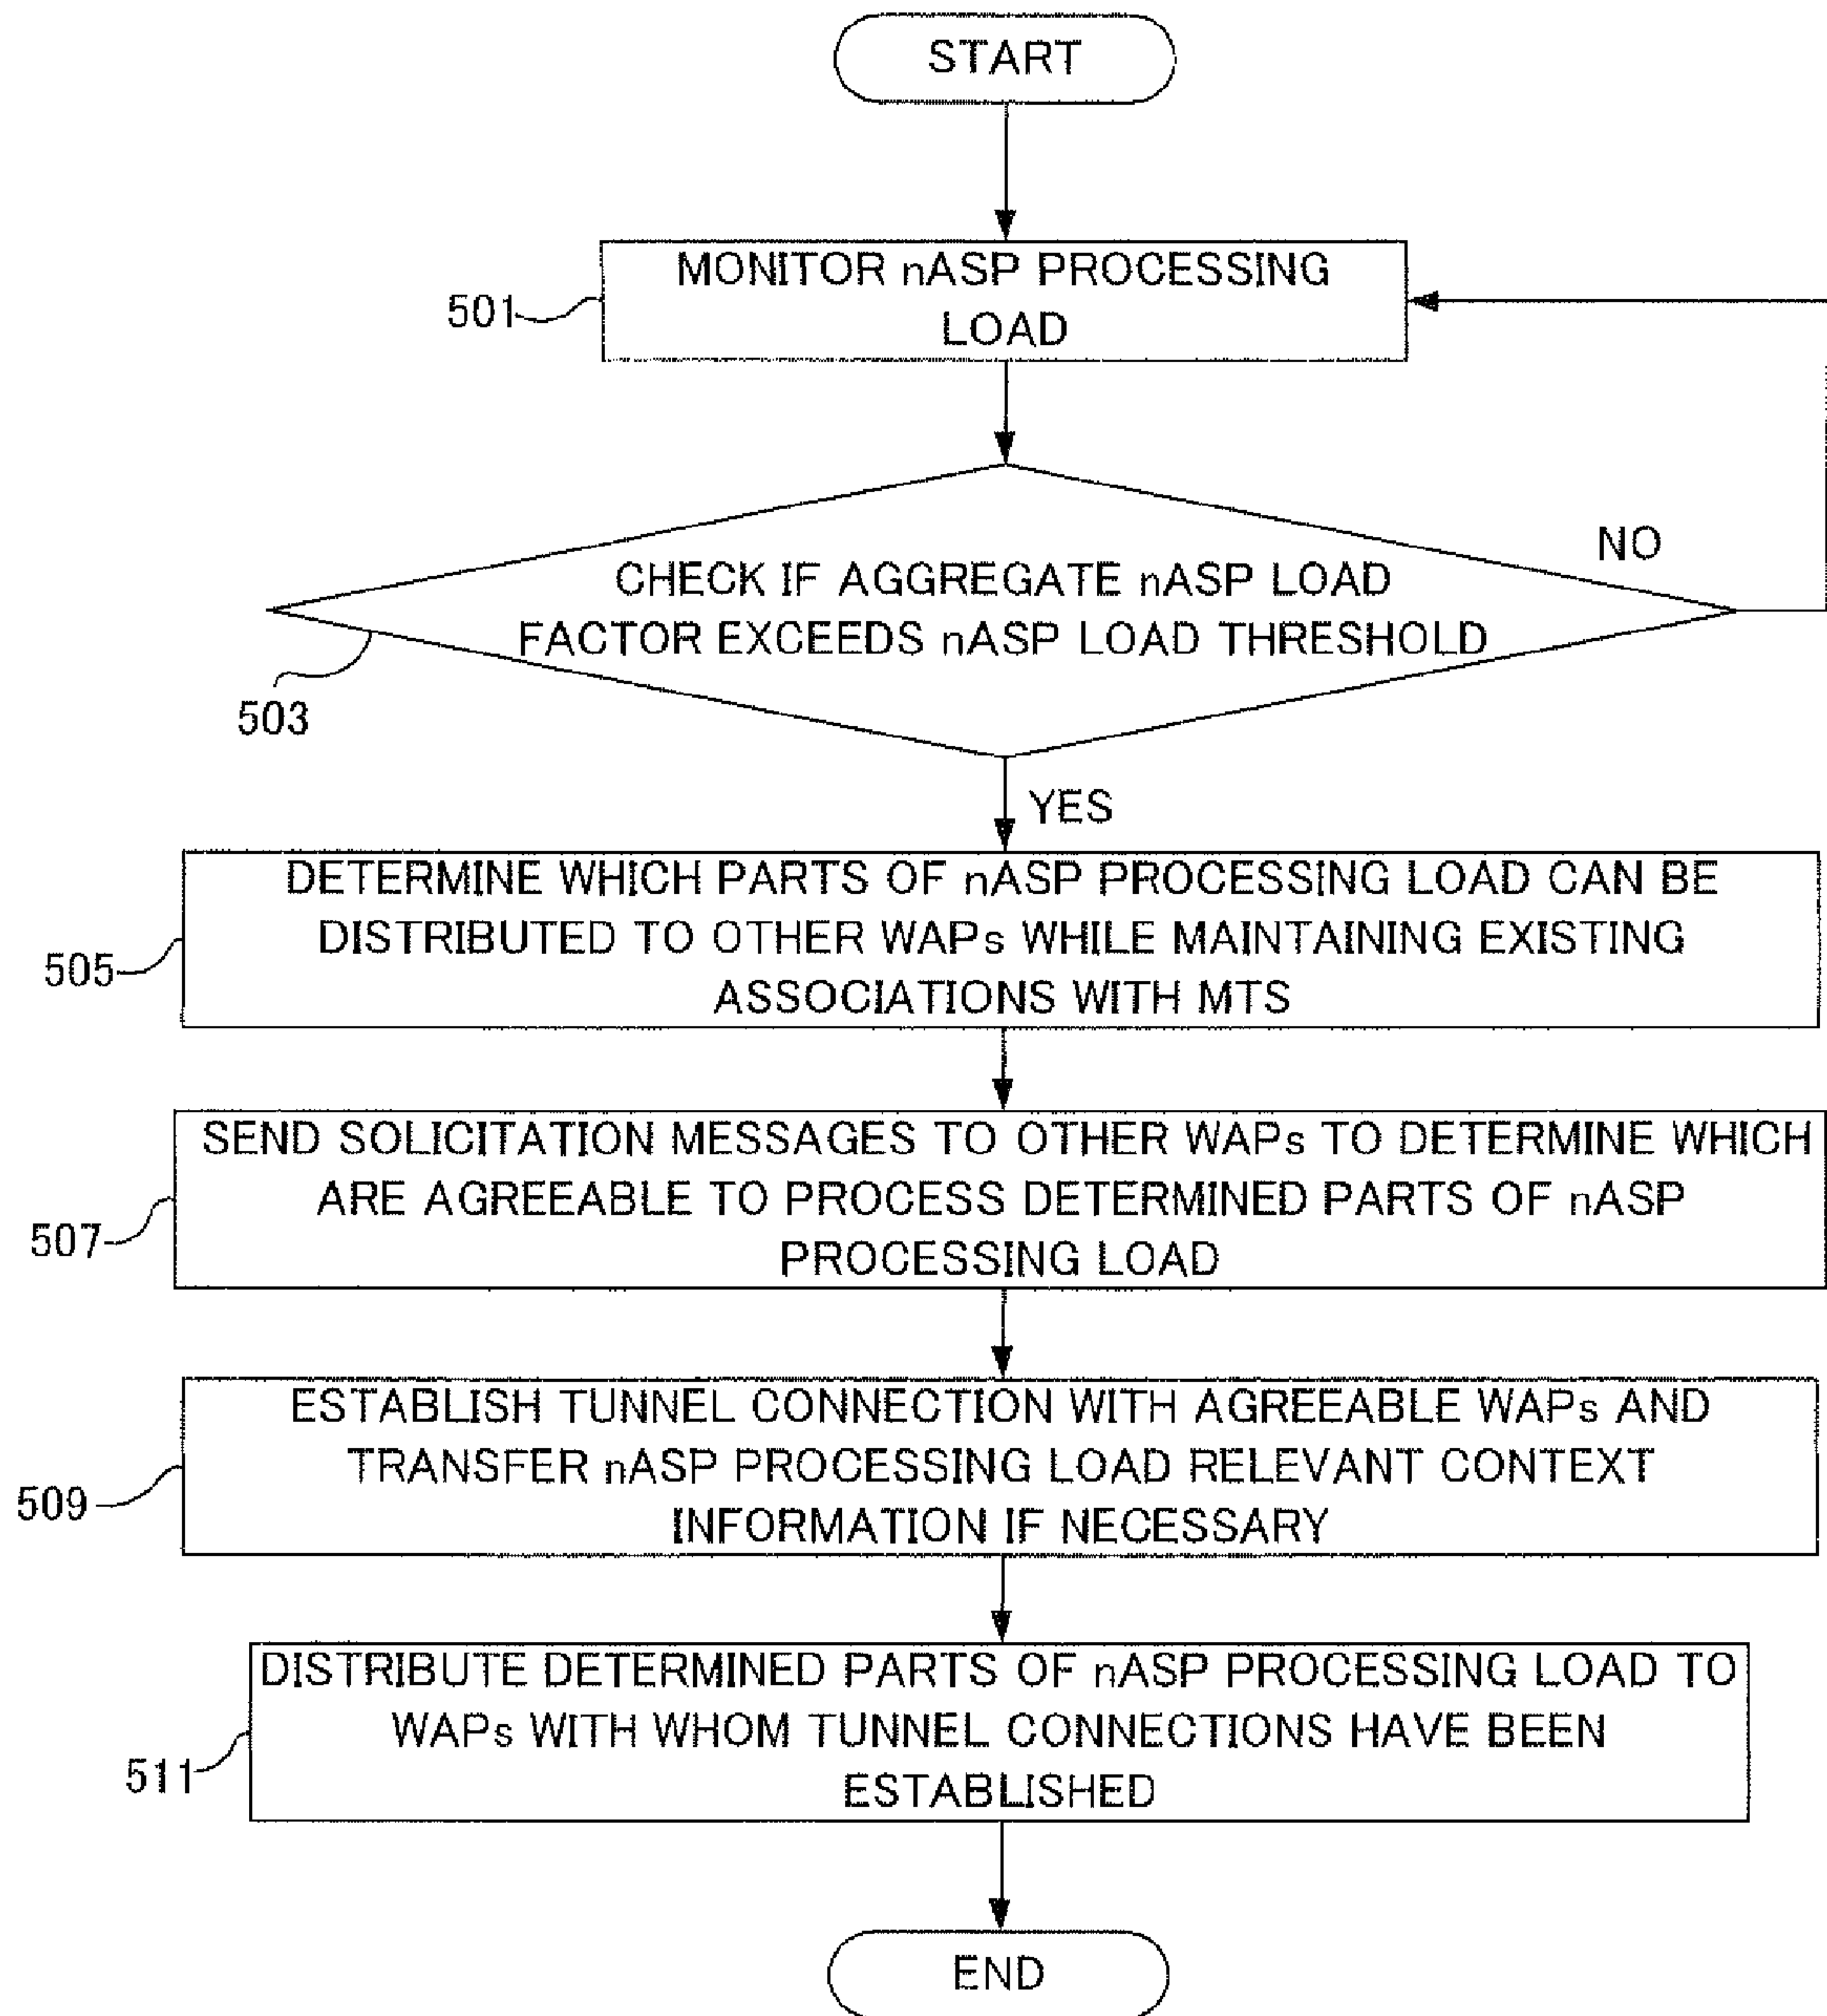 START
MONITOR nASP PROCESSING
LOAD
501
CHECK IF AGGREGATE nASP LOAD
FACTOR EXCEEDS nASP LOAD THRESHOLD
NO
503
YES
DETERMINE WHICH PARTS OF nASP PROCESSING LOAD CAN BE
DISTRIBUTED TO OTHER WAPs WHILE MAINTAINING EXISTING
ASSOCIATIONS WITH MTS
505
SEND SOLICITATION MESSAGES TO OTHER WAPs TO DETERMINE WHICH
ARE AGREEABLE TO PROCESS DETERMINED PARTS OF nASP
PROCESSING LOAD
507
ESTABLISH TUNNEL CONNECTION WITH AGREEABLE WAPs AND
TRANSFER nASP PROCESSING LOAD RELEVANT CONTEXT
INFORMATION IF NECESSARY
509
DISTRIBUTE DETERMINED PARTS OF nASP PROCESSING LOAD TO
WAPs WITH WHOM TUNNEL CONNECTIONS HAVE BEEN
ESTABLISHED
511
END